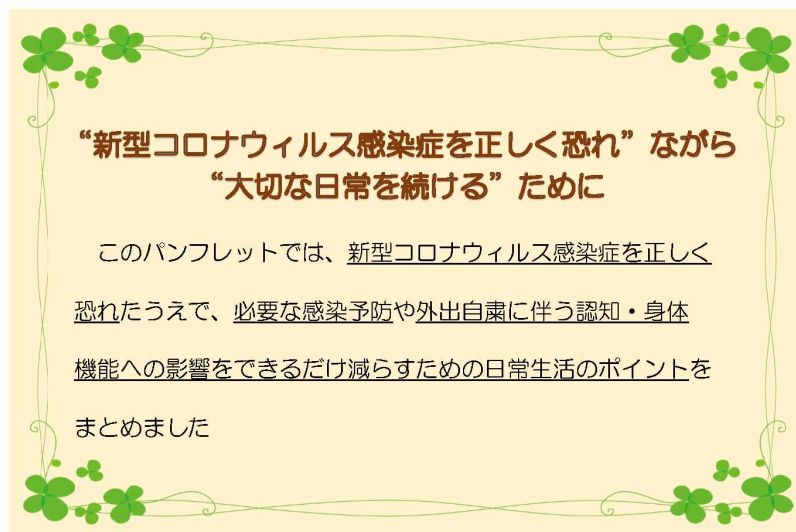 “新型コロナウィルス感染症を正しく恐れ”ながら
“大切な日常を続ける”ために
このパンフレットでは、新型コロナウィルス感染症を正しく
恐れたうえで、必要な感染予防や外出自粛に伴う認知・身体
機能への影響をできるだけ減らすための日常生活のポイントを
まとめました